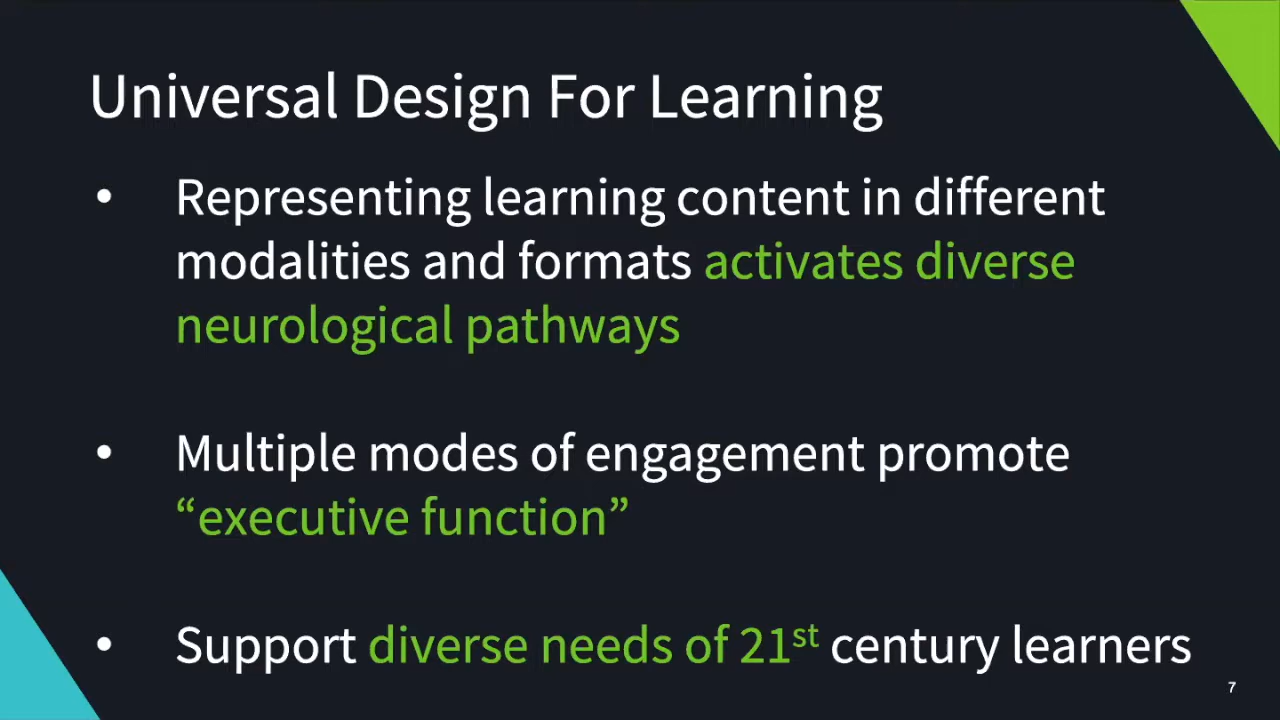 Universal Design For Learning
• Representing learning content in different
modalities and formats activates diverse
neurological pathways
• Multiple modes of engagement promote
“executive function”
• Support diverse needs of 21st century learners
7